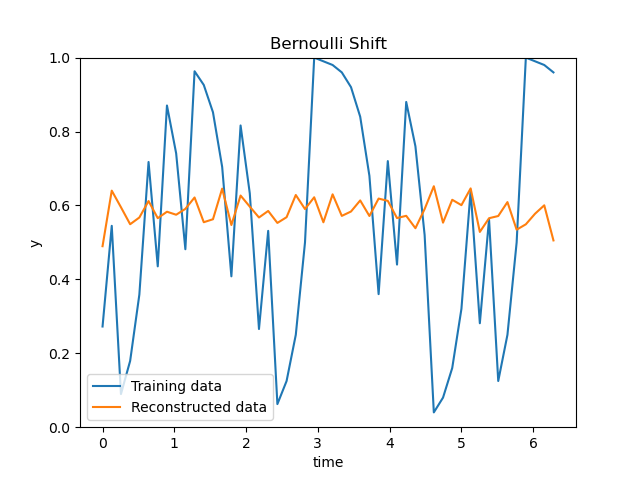 Bernoulli Shift
1.0
0.8
0.6
0.4
0.2
0.0
y
Training data
Reconstructed data
0 1 2 3 4 5 6
time